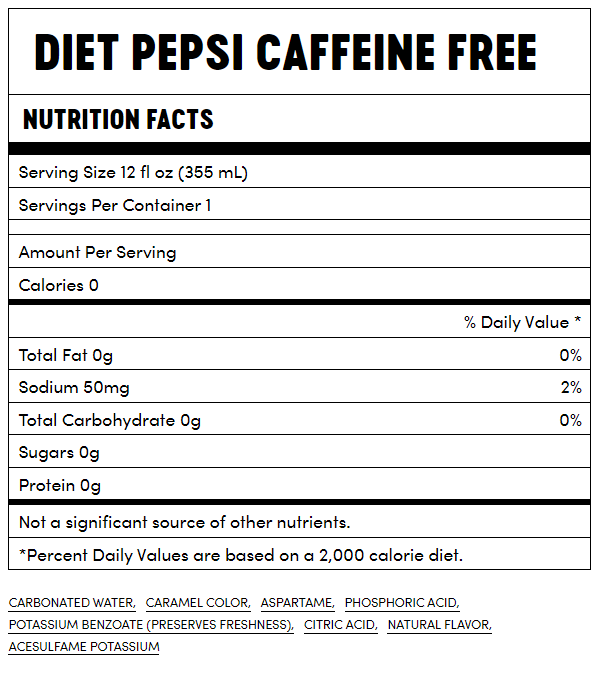 DIET PEPSI CAFFEINE FREE
NUTRITION FACTS
Serving Size 12 fl oz (355 mL)
Servings Per Container 1
Amount Per Serving
Calories 0
% Daily Value *
Total Fat 0g 0%
Sodium 50mg 2%
Total Carbohydrate 0g 0%
Sugars 0g
Protein 0g
Not a significant source of other nutrients.
*Percent Daily Values are based on a 2,000 calorie diet.
CARBONATED WATER, CARAMEL COLOR, ASPARTAME, PHOSPHORIC ACID,
POTASSIUM BENZOATE (PRESERVES FRESHNESS), CITRIC ACID, NATURAL FLAVOR,
ACESULFAME POTASSIUM